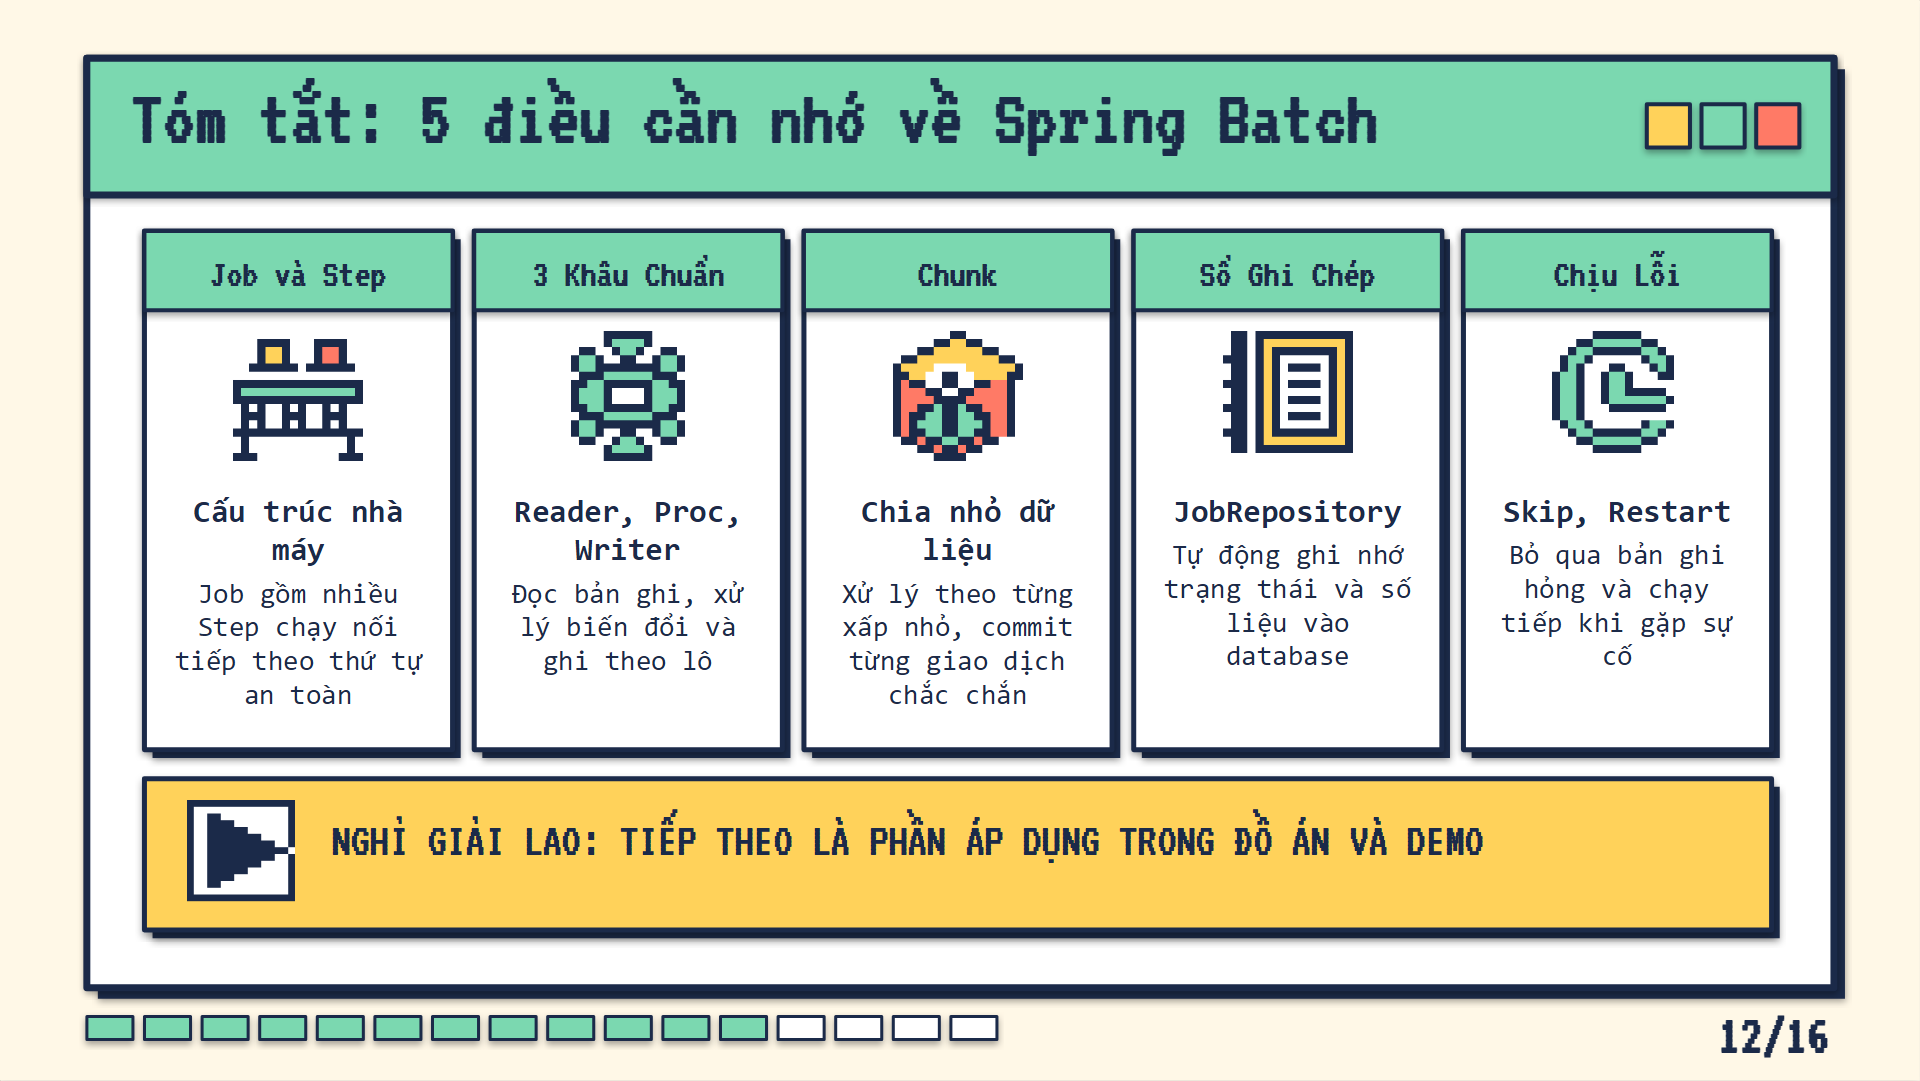 Tóm tắt: 5 điều cần nhớ về Spring Batch
Job và Step
Cấu trúc nhà
máy
Job gồm nhiều
Step chạy nối
tiếp theo thứ tự
an toàn
3 Khâu Chuẩn
Reader, Proc,
Writer
Đọc bản ghi, xử
lý biến đổi và
ghi theo lô
Chunk
Chia nhỏ dữ
liệu
Xử lý theo từng
xấp nhỏ, commit
từng giao dịch
chắc chắn
Sổ Ghi Chép
JobRepository
Tự động ghi nhớ
trạng thái và số
liệu vào
database
Chịu Lỗi
Skip, Restart
Bỏ qua bản ghi
hỏng và chạy
tiếp khi gặp sự
cố
NGHỈ GIẢI LAO: TIẾP THEO LÀ PHẦN ÁP DỤNG TRONG ĐỒ ÁN VÀ DEMO
12/16